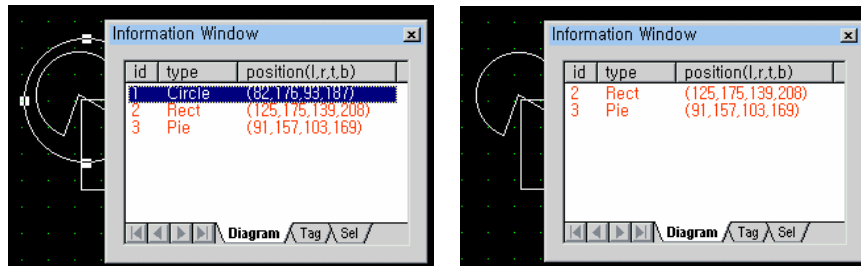 Information Window
id type position(l,r,t,b)
1 Circle (82,176,93,187)
2 Rect (125,175,139,208)
3 Pie (91,157,103,169)
Diagram Tag Sel
Information Window
id type position(l,r,t,b)
2 Rect (125,175,139,208)
3 Pie (91,157,103,169)
Diagram Tag Sel